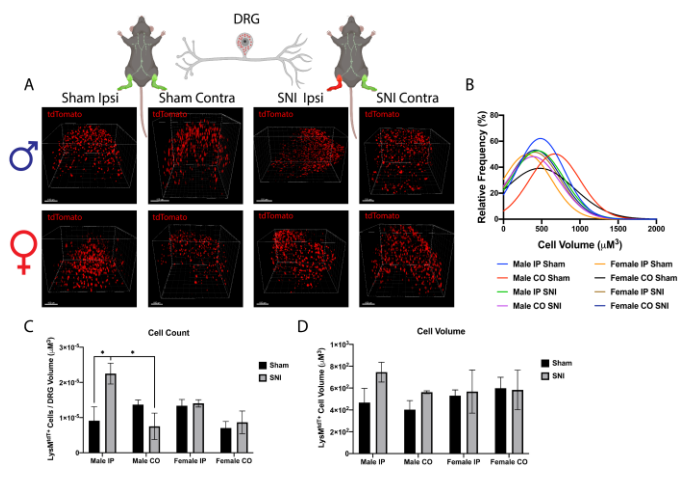 DRG
A
Sham Ipsi
Sham Contra
SNI Ipsi
SNI Contra
tdTomato
tdTomato
tdTomato
tdTomato
tdTomato
tdTomato
tdTomato
tdTomato
B
Relative Frequency (%)
80
60
40
20
0
0
500
1000
1500
2000
Cell Volume (μM³)
Male IP Sham
Male CO Sham
Male IP SNI
Male CO SNI
Female IP Sham
Female CO Sham
Female IP SNI
Female CO SNI
C
Cell Count
LysMᵗᵈᵀ⁺ Cells / DRG Volume (μM³)
3×10⁻⁵
2×10⁻⁵
1×10⁻⁵
0
* *
Male IP
Male CO
Female IP
Female CO
Sham
SNI
D
Cell Volume
LysMᵗᵈᵀ⁺ Cell Volume (μM³)
1×10³
8×10²
6×10²
4×10²
2×10²
0
Male IP
Male CO
Female IP
Female CO
Sham
SNI